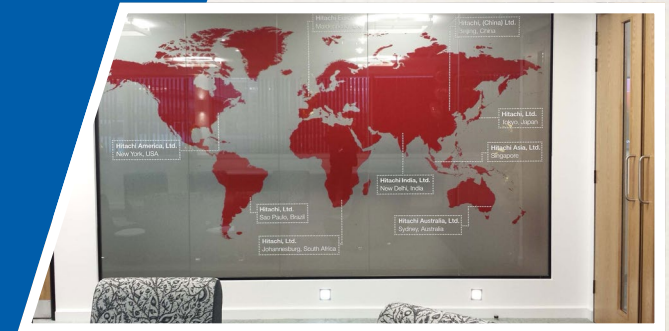 Hitachi
Hitachi, (China) Ltd.
Beijing, China
Hitachi, Ltd.
Tokyo, Japan
Hitachi America, Ltd.
New York, USA
Hitachi Asia, Ltd.
Singapore
Hitachi India, Ltd.
New Delhi, India
Hitachi, Ltd.
Sao Paulo, Brazil
Hitachi Australia, Ltd.
Sydney, Australia
Hitachi, Ltd.
Johannesburg, South Africa